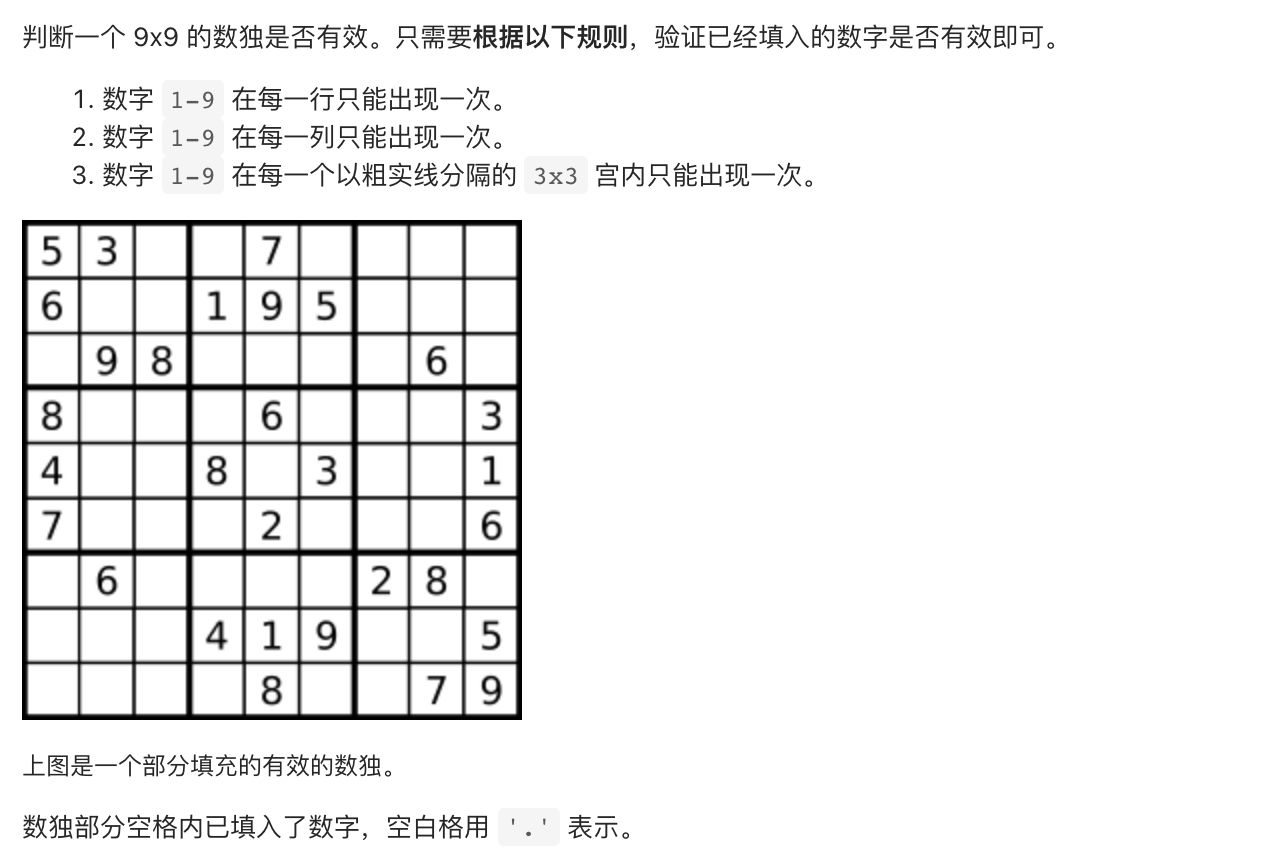 判断一个 9x9 的数独是否有效。只需要根据以下规则，验证已经填入的数字是否有效即可。
1. 数字 1-9 在每一行只能出现一次。
2. 数字 1-9 在每一列只能出现一次。
3. 数字 1-9 在每一个以粗实线分隔的 3x3 宫内只能出现一次。
5 3 7
6 1 9 5
9 8 6
8 6 3
4 8 3 1
7 2 6
6 2 8
4 1 9 5
8 7 9
上图是一个部分填充的有效的数独。
数独部分空格内已填入了数字，空白格用 '.' 表示。